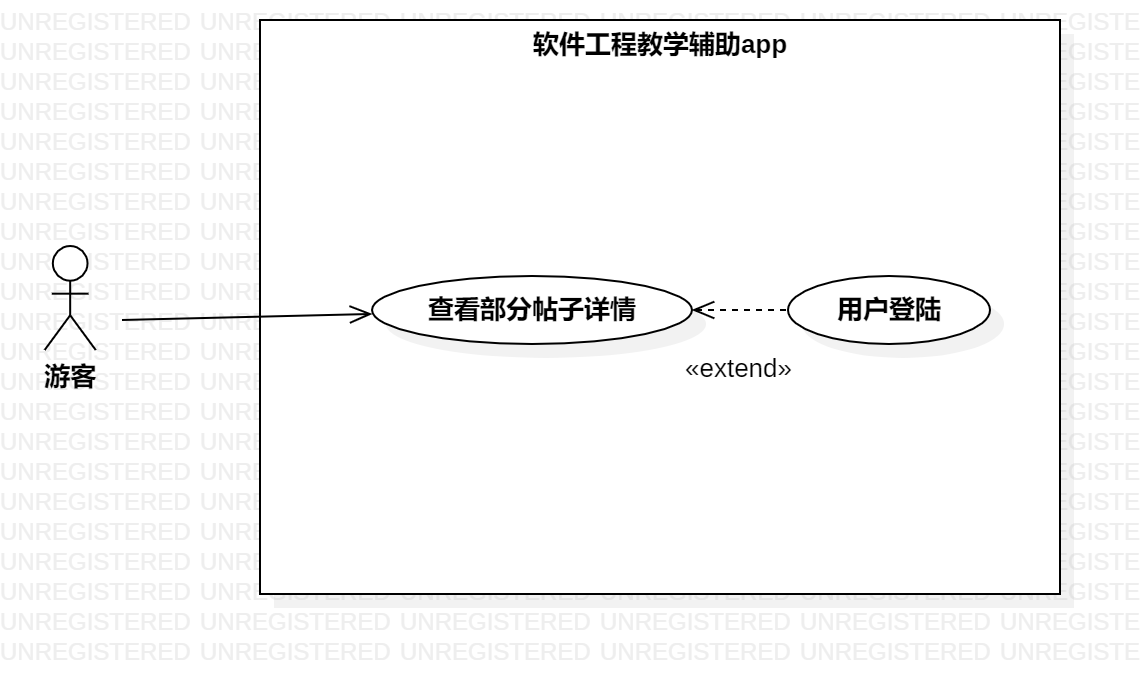 软件工程教学辅助app
游客
查看部分帖子详情
用户登陆
«extend»